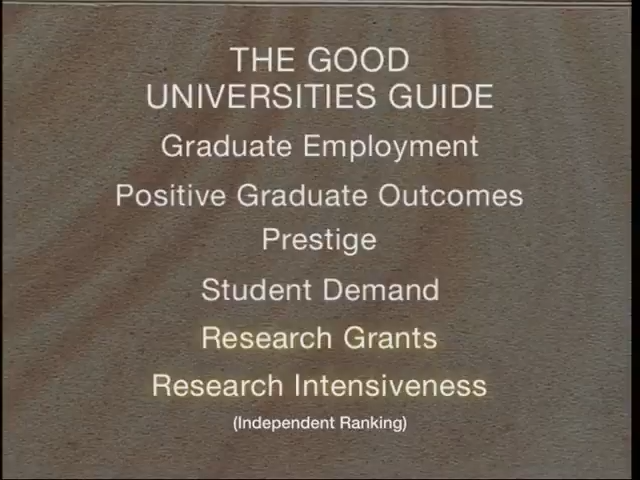 THE GOOD
UNIVERSITIES GUIDE
Graduate Employment
Positive Graduate Outcomes
Prestige
Student Demand
Research Grants
Research Intensiveness
(Independent Ranking)